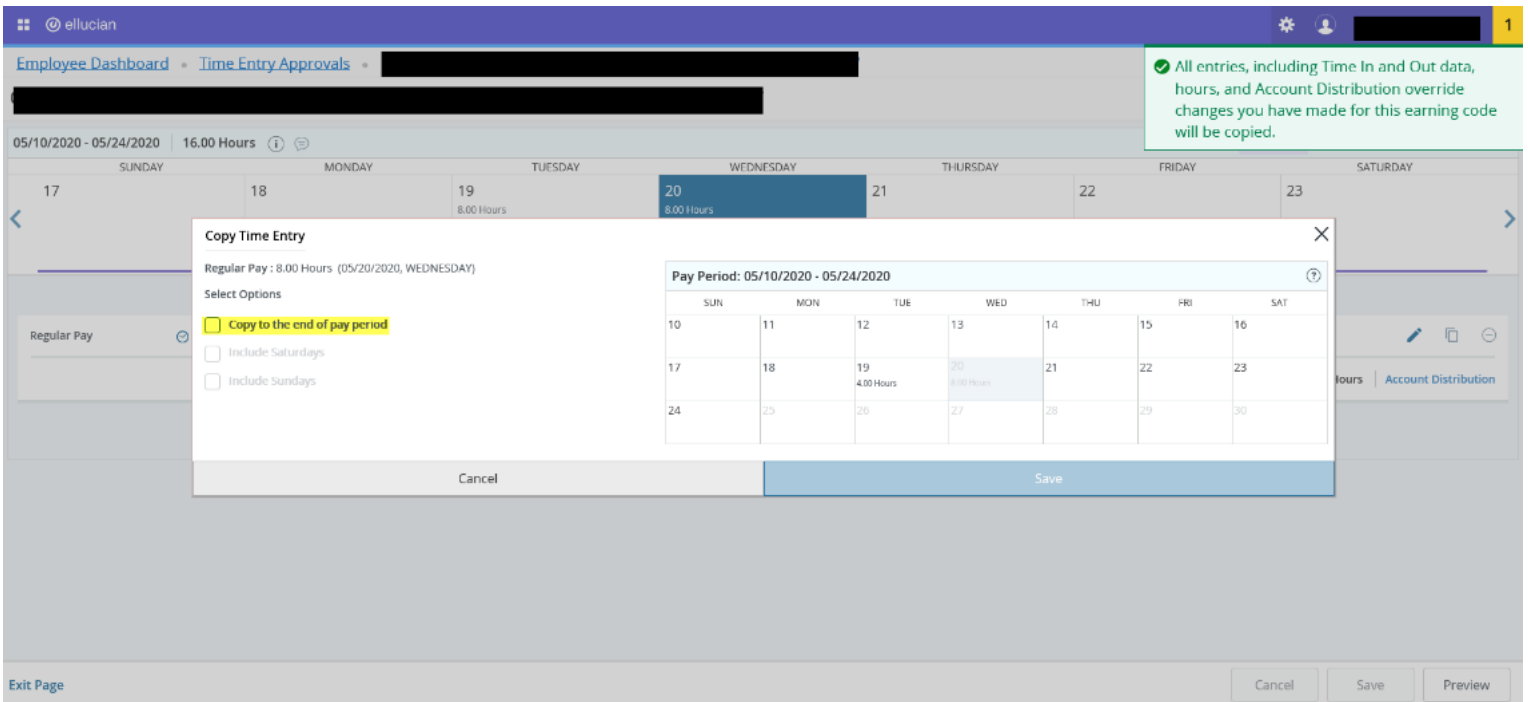 ellucian
1
Employee Dashboard • Time Entry Approvals •
All entries, including Time In and Out data,
hours, and Account Distribution override
changes you have made for this earning code
will be copied.
05/10/2020 - 05/24/2020 16.00 Hours
SUNDAY MONDAY TUESDAY WEDNESDAY THURSDAY FRIDAY SATURDAY
17 18 19 20 21 22 23
8.00 Hours 8.00 Hours
Copy Time Entry
Regular Pay : 8.00 Hours (05/20/2020, WEDNESDAY)
Select Options
Copy to the end of pay period
Include Saturdays
Include Sundays
Pay Period: 05/10/2020 - 05/24/2020
SUN MON TUE WED THU FRI SAT
10 11 12 13 14 15 16
17 18 19 20 21 22 23
4.00 Hours 8.00 Hours
24 25 26 27 28 29 30
Cancel Save
Regular Pay
Hours Account Distribution
Exit Page Cancel Save Preview